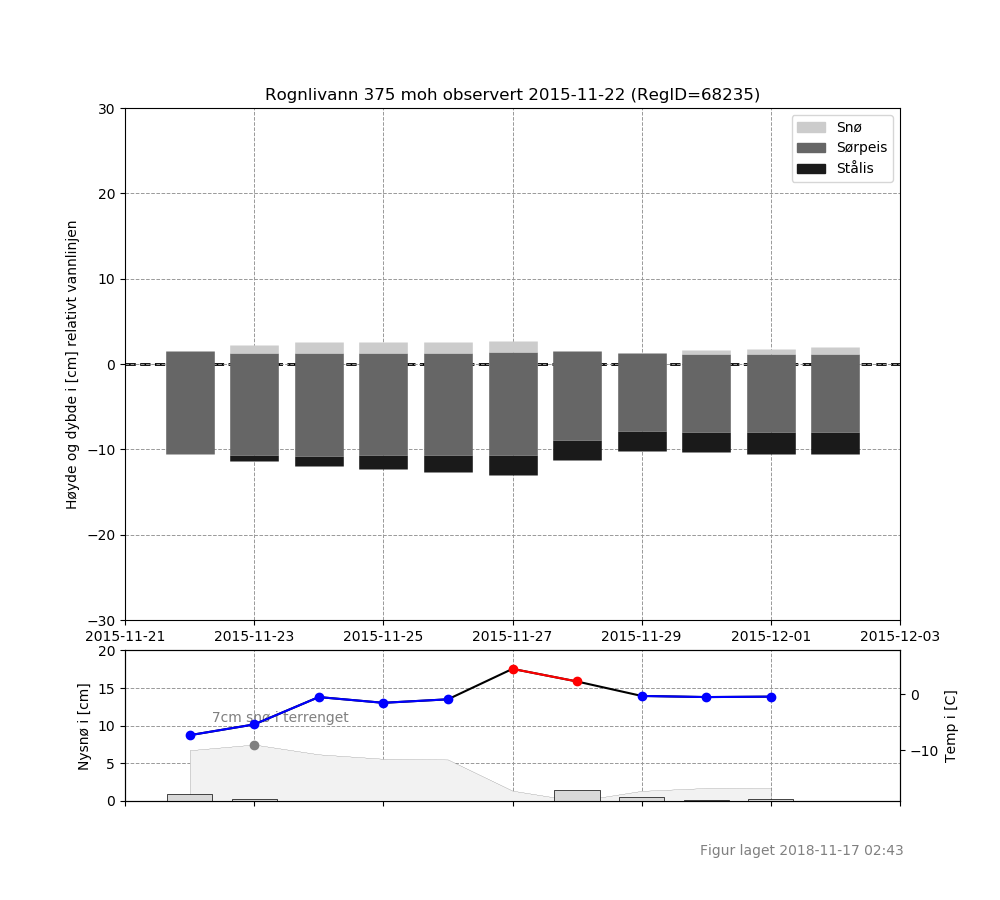 Rognlivann 375 moh observert 2015-11-22 (RegID=68235)
30
20
10
0
−10
−20
−30
Høyde og dybde i [cm] relativt vannlinjen
Snø
Sørpeis
Stålis
2015-11-21 2015-11-23 2015-11-25 2015-11-27 2015-11-29 2015-12-01 2015-12-03
20
15
10
5
0
Nysnø i [cm]
7cm snø i terrenget
0
−10
Temp i [C]
Figur laget 2018-11-17 02:43